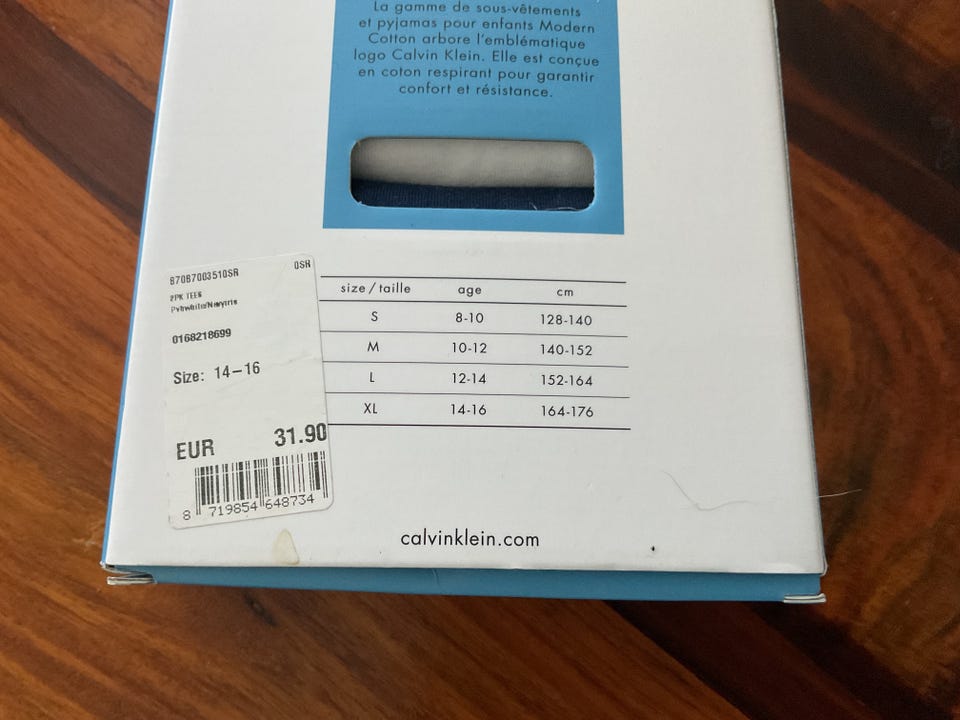 La gamme de sous-vêtements
et pyjamas pour enfants Modern
Cotton arbore l'emblématique
logo Calvin Klein. Elle est conçue
en coton respirant pour garantir
confort et résistance.
B70B7003510SR 0SR
2PK TEES
Pvhwhite/Navyiris
0168218699
Size: 14-16
EUR 31.90
8 719854 648734
size / taille age cm
S 8-10 128-140
M 10-12 140-152
L 12-14 152-164
XL 14-16 164-176
calvinklein.com